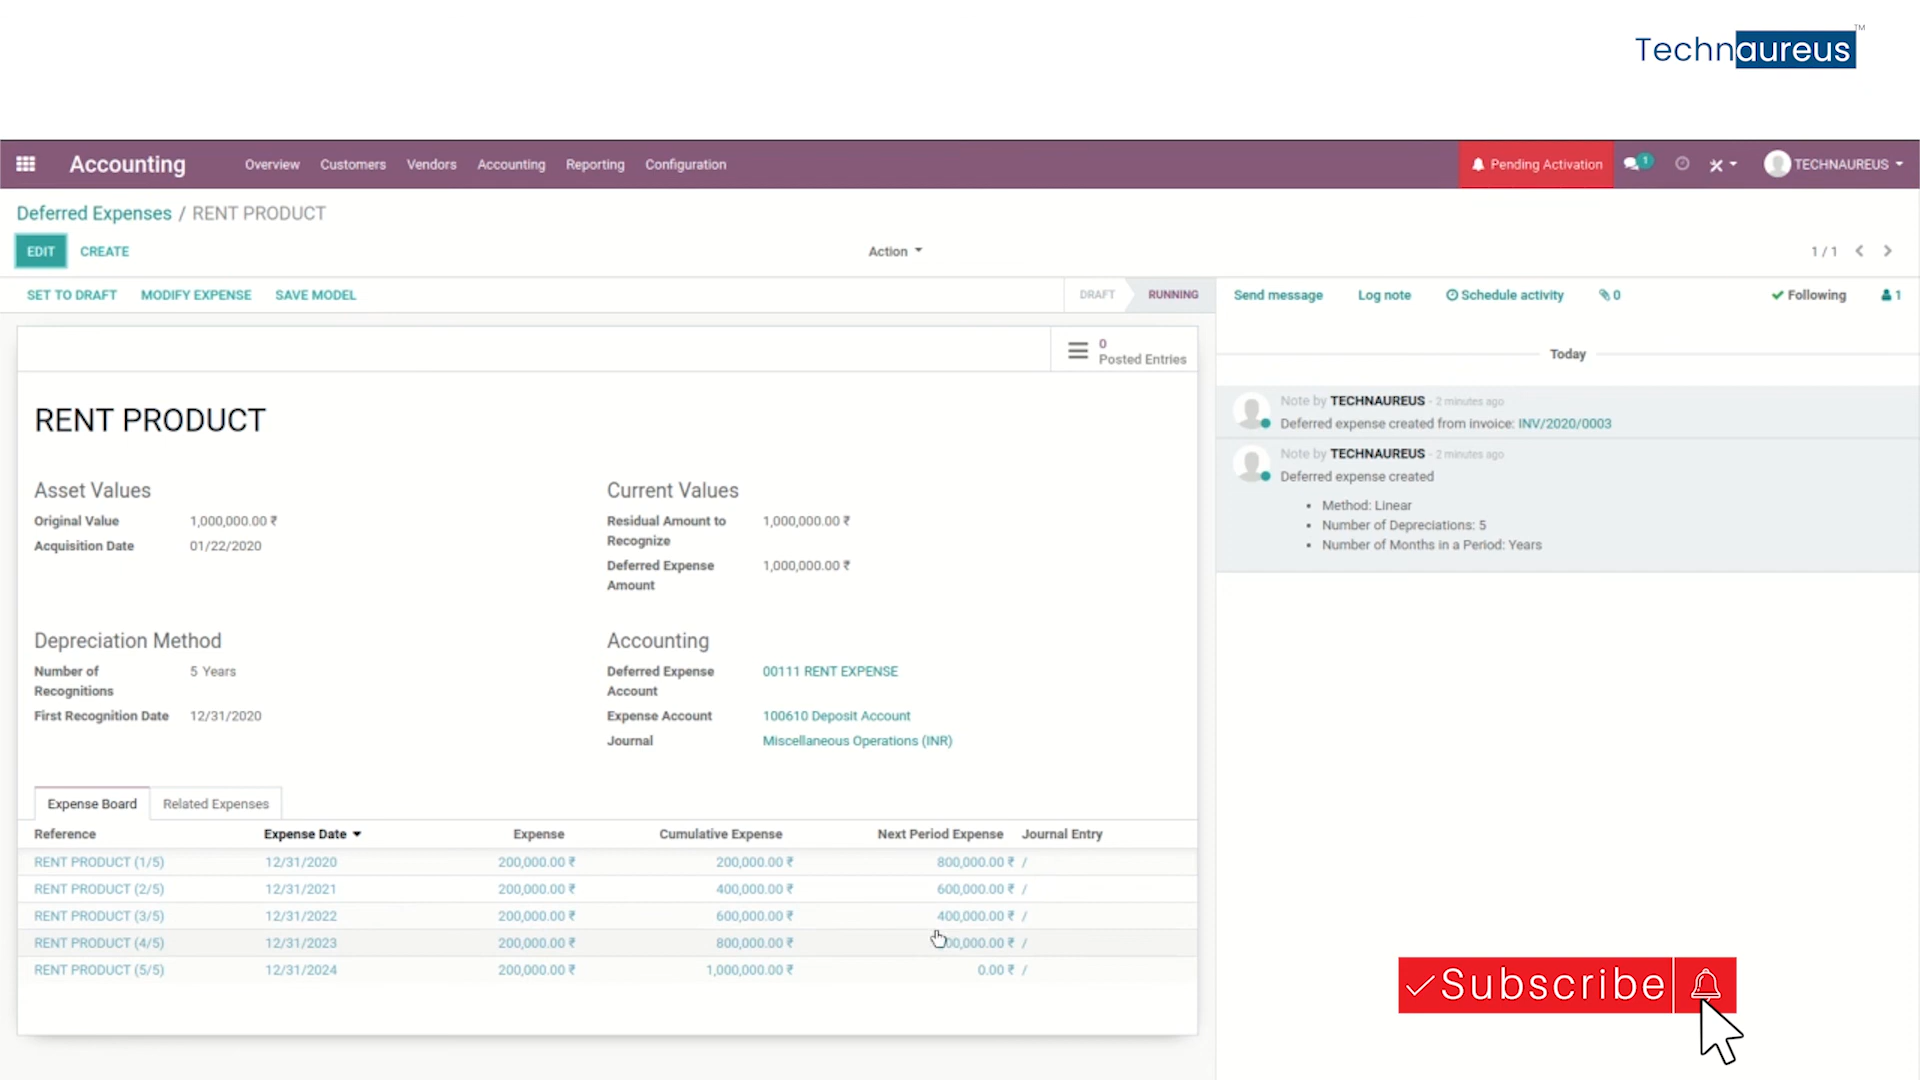 Technaureus™
Accounting Overview Customers Vendors Accounting Reporting Configuration Pending Activation 1 TECHNAUREUS
Deferred Expenses / RENT PRODUCT
EDIT CREATE Action 1 / 1
SET TO DRAFT MODIFY EXPENSE SAVE MODEL DRAFT RUNNING Send message Log note Schedule activity 0 Following 1
0
Posted Entries
Today
Note by TECHNAUREUS - 2 minutes ago
Deferred expense created from invoice: INV/2020/0003
Note by TECHNAUREUS - 2 minutes ago
Deferred expense created
• Method: Linear
• Number of Depreciations: 5
• Number of Months in a Period: Years
RENT PRODUCT
Asset Values
Original Value 1,000,000.00 ₹
Acquisition Date 01/22/2020
Current Values
Residual Amount to Recognize 1,000,000.00 ₹
Deferred Expense Amount 1,000,000.00 ₹
Depreciation Method
Number of Recognitions 5 Years
First Recognition Date 12/31/2020
Accounting
Deferred Expense Account 00111 RENT EXPENSE
Expense Account 100610 Deposit Account
Journal Miscellaneous Operations (INR)
Expense Board Related Expenses
Reference Expense Date Expense Cumulative Expense Next Period Expense Journal Entry
RENT PRODUCT (1/5) 12/31/2020 200,000.00 ₹ 200,000.00 ₹ 800,000.00 ₹ /
RENT PRODUCT (2/5) 12/31/2021 200,000.00 ₹ 400,000.00 ₹ 600,000.00 ₹ /
RENT PRODUCT (3/5) 12/31/2022 200,000.00 ₹ 600,000.00 ₹ 400,000.00 ₹ /
RENT PRODUCT (4/5) 12/31/2023 200,000.00 ₹ 800,000.00 ₹ /
RENT PRODUCT (5/5) 12/31/2024 200,000.00 ₹ 1,000,000.00 ₹ 0.00 ₹ /
Subscribe